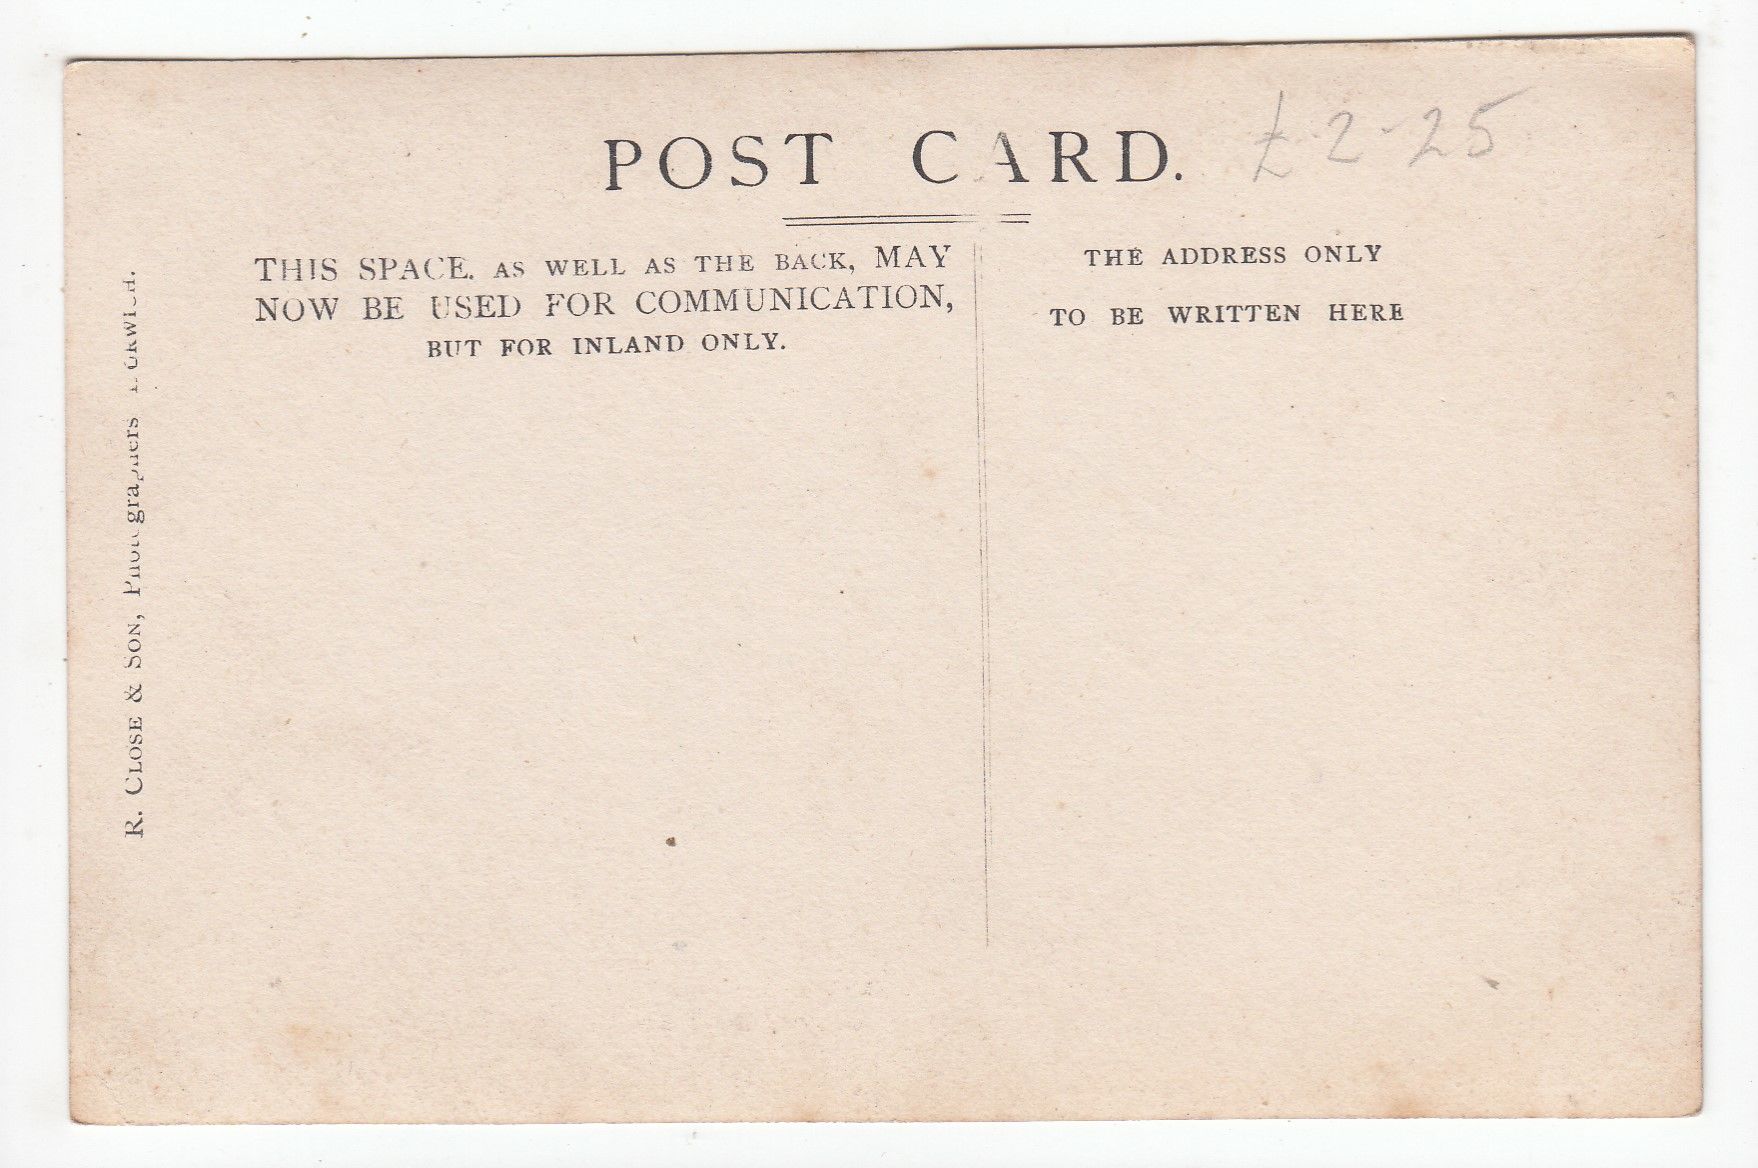 POST CARD.
£2-25
THIS SPACE, AS WELL AS THE BACK, MAY
NOW BE USED FOR COMMUNICATION,
BUT FOR INLAND ONLY.
THE ADDRESS ONLY
TO BE WRITTEN HERE
R. CLOSE & SON, Photographers NORWICH.